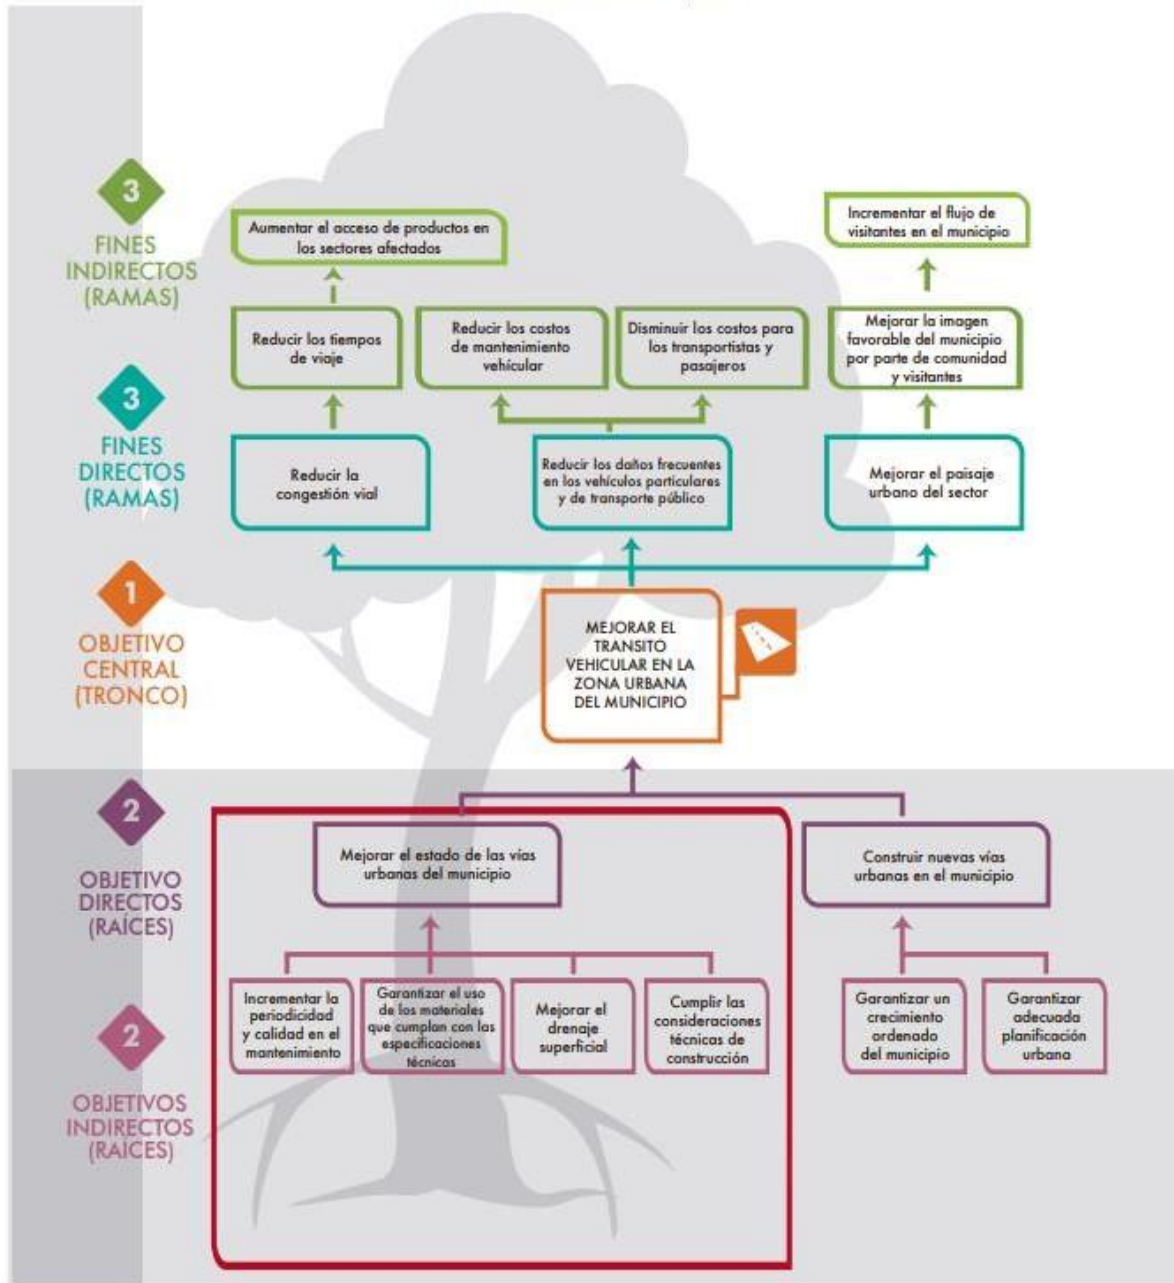 3
FINES
INDIRECTOS
(RAMAS)
Aumentar el acceso de productos en
los sectores afectados
Incrementar el flujo de
visitantes en el municipio
Reducir los tiempos
de viaje
Reducir los costos
de mantenimiento
vehícular
Disminuir los costos para
los transportistas y
pasajeros
Mejorar la imagen
favorable del municipio
por parte de comunidad
y visitantes
3
FINES
DIRECTOS
(RAMAS)
Reducir la
congestión vial
Reducir los daños frecuentes
en los vehículos particulares
y de transporte público
Mejorar el paisaje
urbano del sector
1
OBJETIVO
CENTRAL
(TRONCO)
MEJORAR EL
TRANSITO
VEHICULAR EN LA
ZONA URBANA
DEL MUNICIPIO
2
OBJETIVO
DIRECTOS
(RAÍCES)
Mejorar el estado de las vías
urbanas del municipio
Construir nuevas vías
urbanas en el municipio
2
OBJETIVOS
INDIRECTOS
(RAÍCES)
Incrementar la
periodicidad
y calidad en el
mantenimiento
Garantizar el uso
de los materiales
que cumplan con las
especificaciones
técnicas
Mejorar el
drenaje
superficial
Cumplir las
consideraciones
técnicas de
construcción
Garantizar un
crecimiento
ordenado
del municipio
Garantizar
adecuada
planificación
urbana